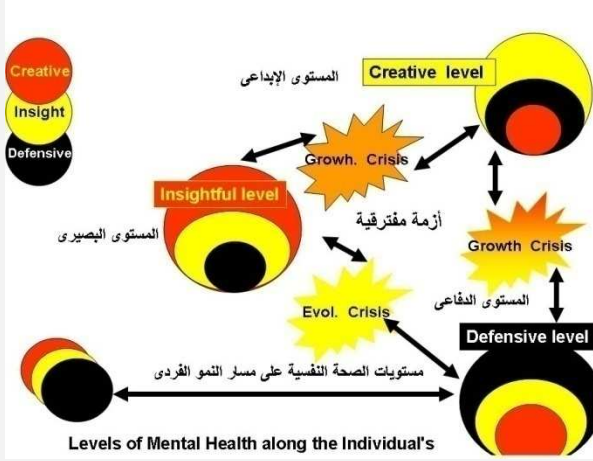 Creative
Insight
Defensive
المستوى الإبداعى
Creative level
Growh. Crisis
Insightful level
أزمة مفترقية
المستوى البصيرى
Growth Crisis
المستوى الدفاعى
Evol. Crisis
Defensive level
مستويات الصحة النفسية على مسار النمو الفردى
Levels of Mental Health along the Individual's